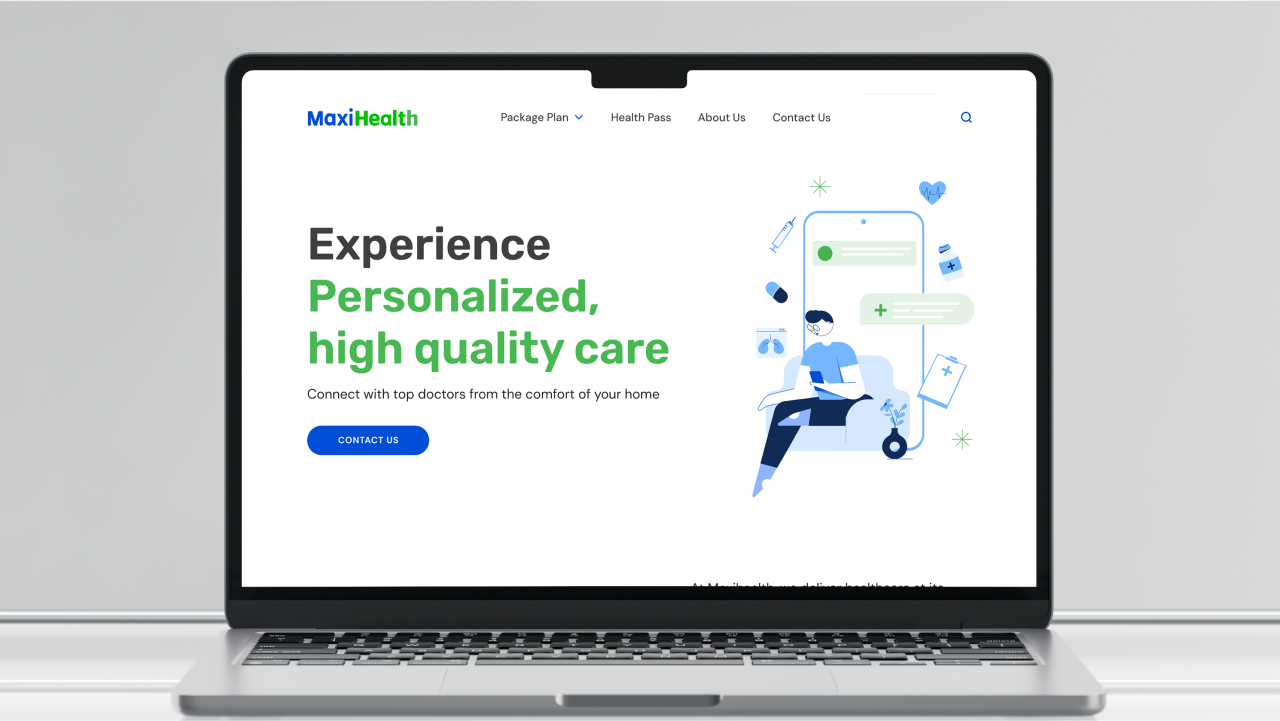 MaxiHealth
Package Plan
Health Pass
About Us
Contact Us
Experience
Personalized,
high quality care
Connect with top doctors from the comfort of your home
CONTACT US
At Maxihealth, we deliver healthcare at its